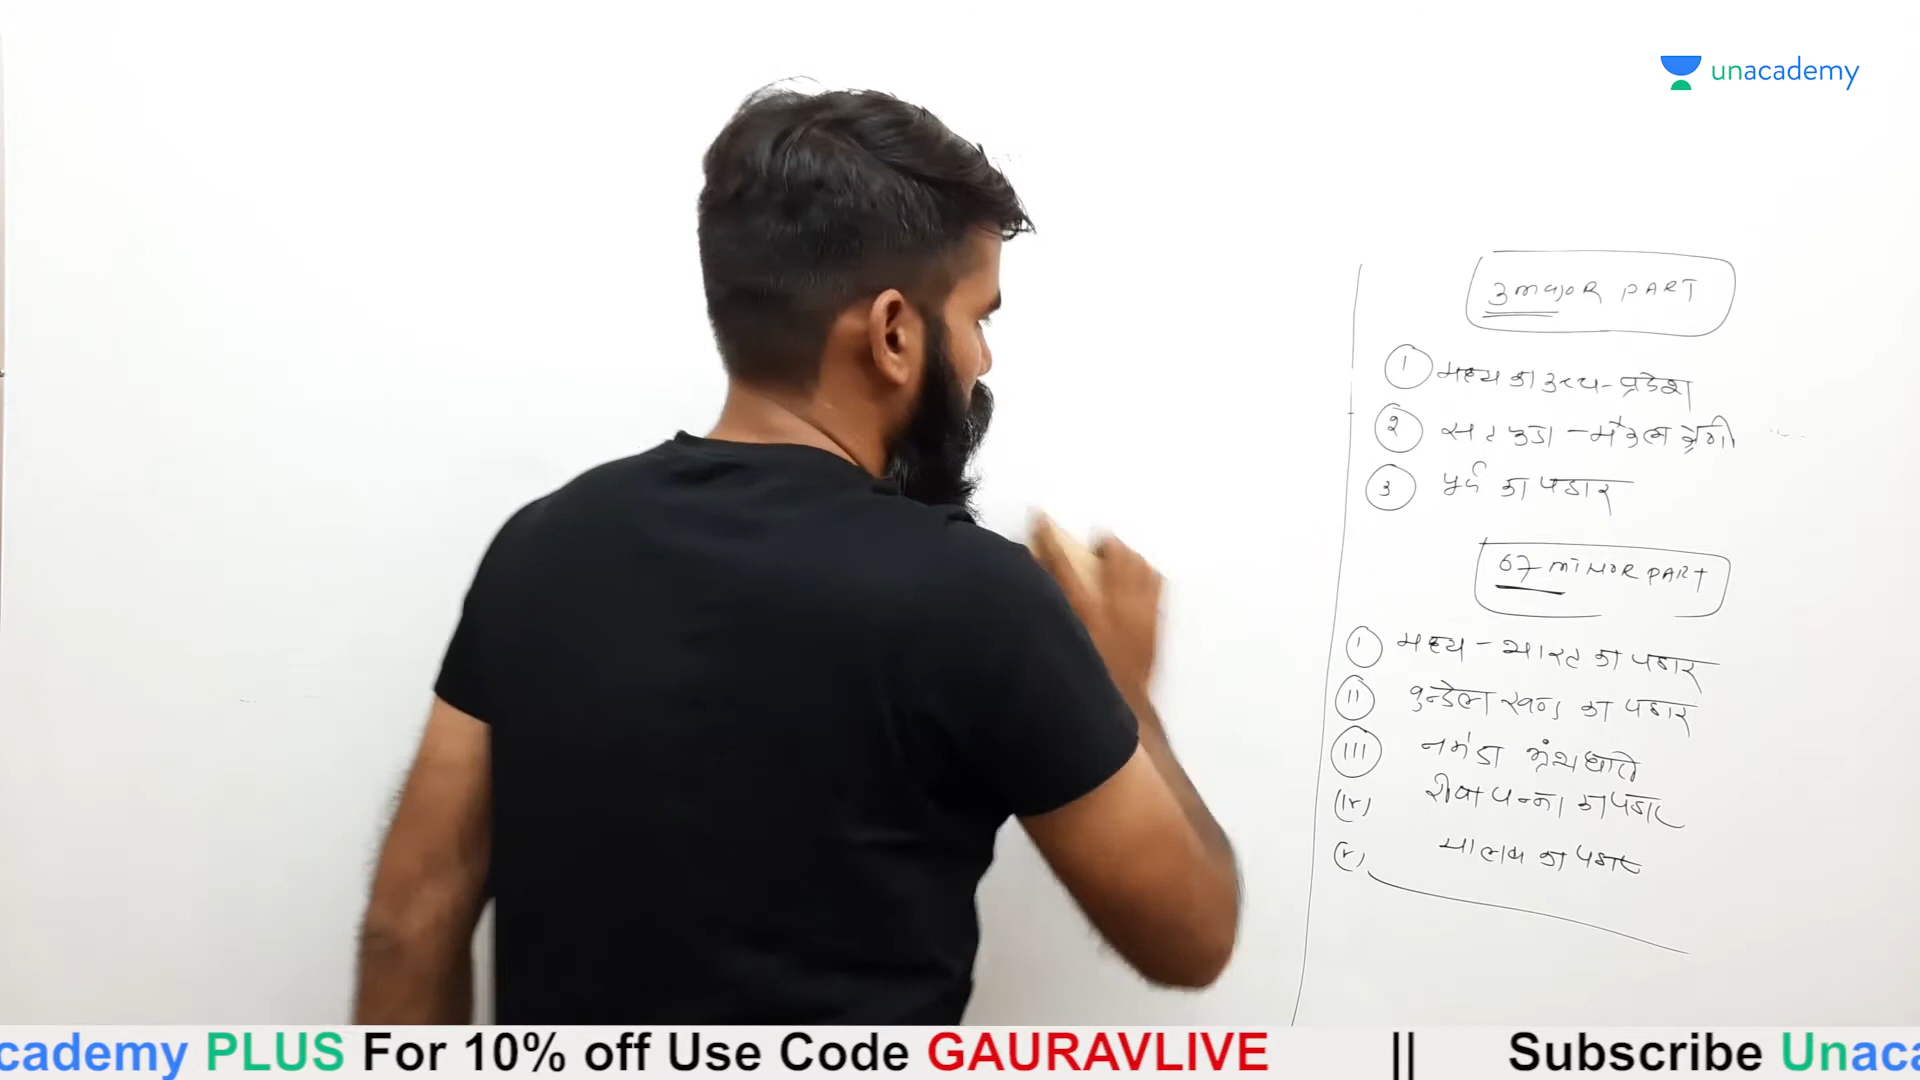 unacademy
3 major PART
1 मध्य का उच्च-प्रदेश
2 सतपुड़ा-मैकल श्रेणी
3 पूर्व का पठार
07 minor PART
I मध्य-भारत का पठार
II बुन्देलखण्ड का पठार
III नर्मदा भ्रंश घाटी
(IV) रीवा पन्ना का पठार
(V) मालवा का पठार
cademy PLUS For 10% off Use Code GAURAVLIVE || Subscribe Unaca